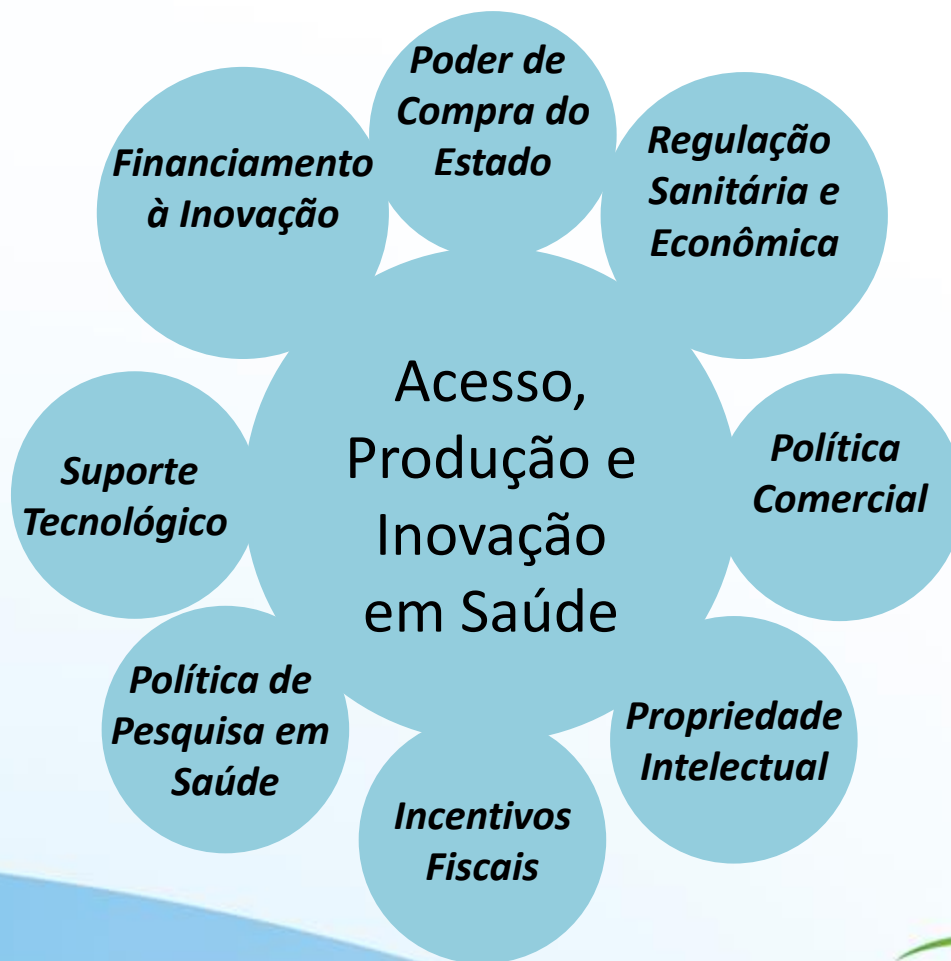 Poder de
Compra do
Estado
Financiamento
à Inovação
Regulação
Sanitária e
Econômica
Acesso,
Produção e
Inovação
em Saúde
Suporte
Tecnológico
Política
Comercial
Política de
Pesquisa em
Saúde
Propriedade
Intelectual
Incentivos
Fiscais